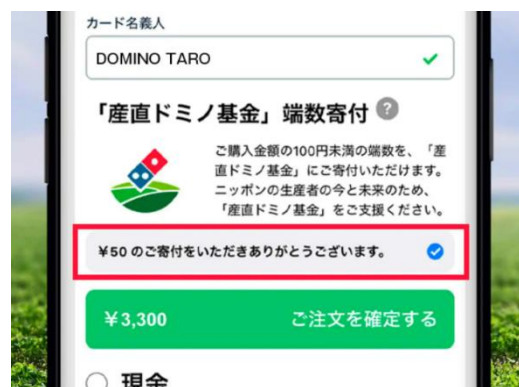 カード名義人
DOMINO TARO
「産直ドミノ基金」端数寄付 ?
ご購入金額の100円未満の端数を、「産
直ドミノ基金」にご寄付いただけます。
ニッポンの生産者の今と未来のため、
「産直ドミノ基金」をご支援ください。
¥50 のご寄付をいただきありがとうございます。
¥3,300 ご注文を確定する
現金